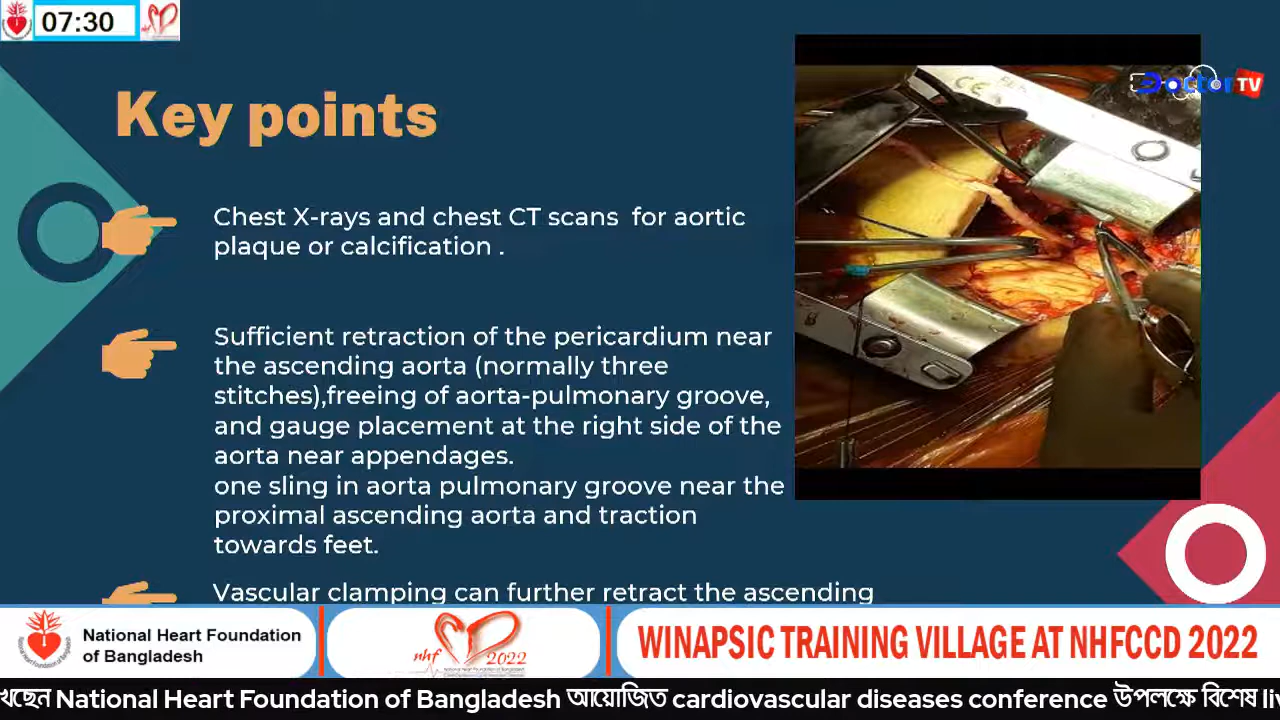 07:30
Doctor TV
Key points
Chest X-rays and chest CT scans for aortic
plaque or calcification .
Sufficient retraction of the pericardium near
the ascending aorta (normally three
stitches),freeing of aorta-pulmonary groove,
and gauge placement at the right side of the
aorta near appendages.
one sling in aorta pulmonary groove near the
proximal ascending aorta and traction
towards feet.
Vascular clamping can further retract the ascending
National Heart Foundation
of Bangladesh
nhf 2022
WINAPSIC TRAINING VILLAGE AT NHFCCD 2022
খছেন National Heart Foundation of Bangladesh আয়োজিত cardiovascular diseases conference উপলক্ষে বিশেষ li